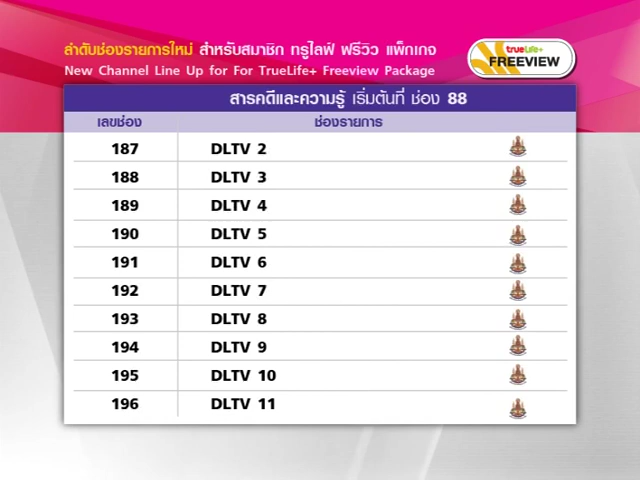 ลำดับช่องรายการใหม่ สำหรับสมาชิก ทรูไลฟ์ ฟรีวิว แพ็กเกจ
New Channel Line Up for For TrueLife+ Freeview Package
trueLife+
FREEVIEW
สารคดีและความรู้ เริ่มต้นที่ ช่อง 88
เลขช่อง ช่องรายการ
187 DLTV 2
188 DLTV 3
189 DLTV 4
190 DLTV 5
191 DLTV 6
192 DLTV 7
193 DLTV 8
194 DLTV 9
195 DLTV 10
196 DLTV 11